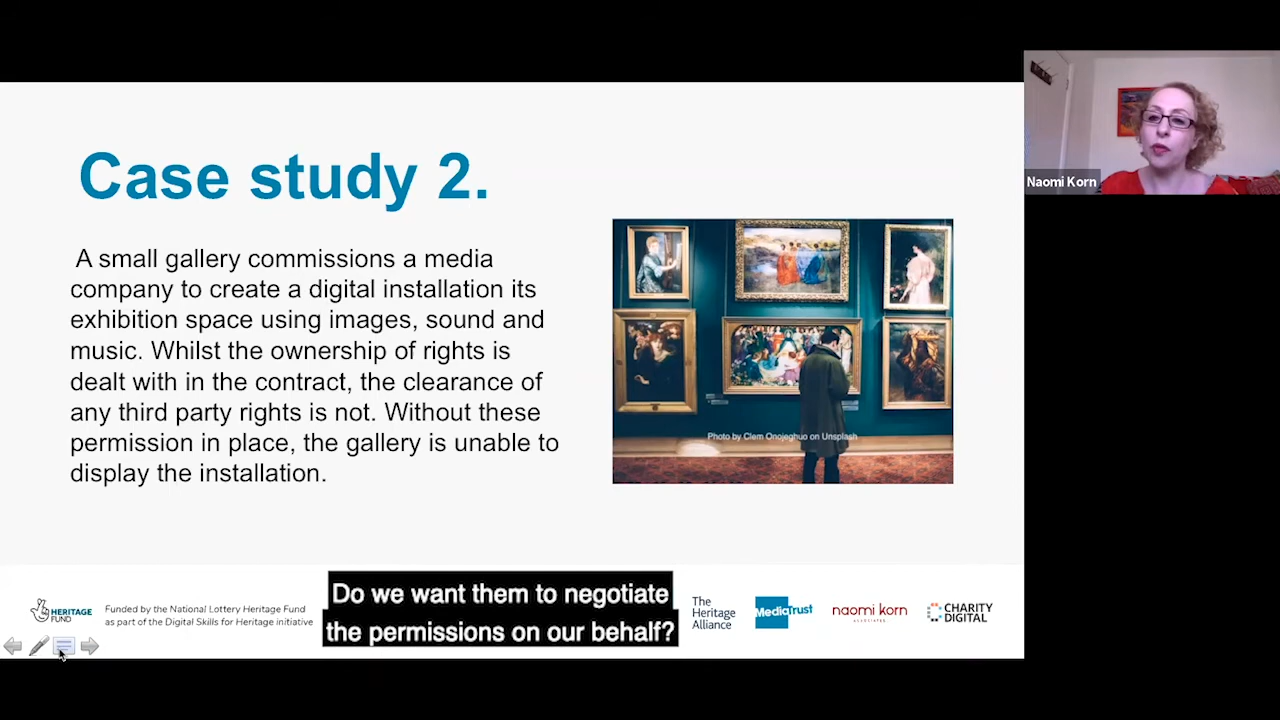 Case study 2.
A small gallery commissions a media
company to create a digital installation its
exhibition space using images, sound and
music. Whilst the ownership of rights is
dealt with in the contract, the clearance of
any third party rights is not. Without these
permission in place, the gallery is unable to
display the installation.
Photo by Clem Onojeghuo on Unsplash
Naomi Korn
HERITAGE
FUND
Funded by the National Lottery Heritage Fund
as part of the Digital Skills for Heritage initiative
Do we want them to negotiate
the permissions on our behalf?
The
Heritage
Alliance
MediaTrust
naomi korn
ASSOCIATES
CHARITY
DIGITAL